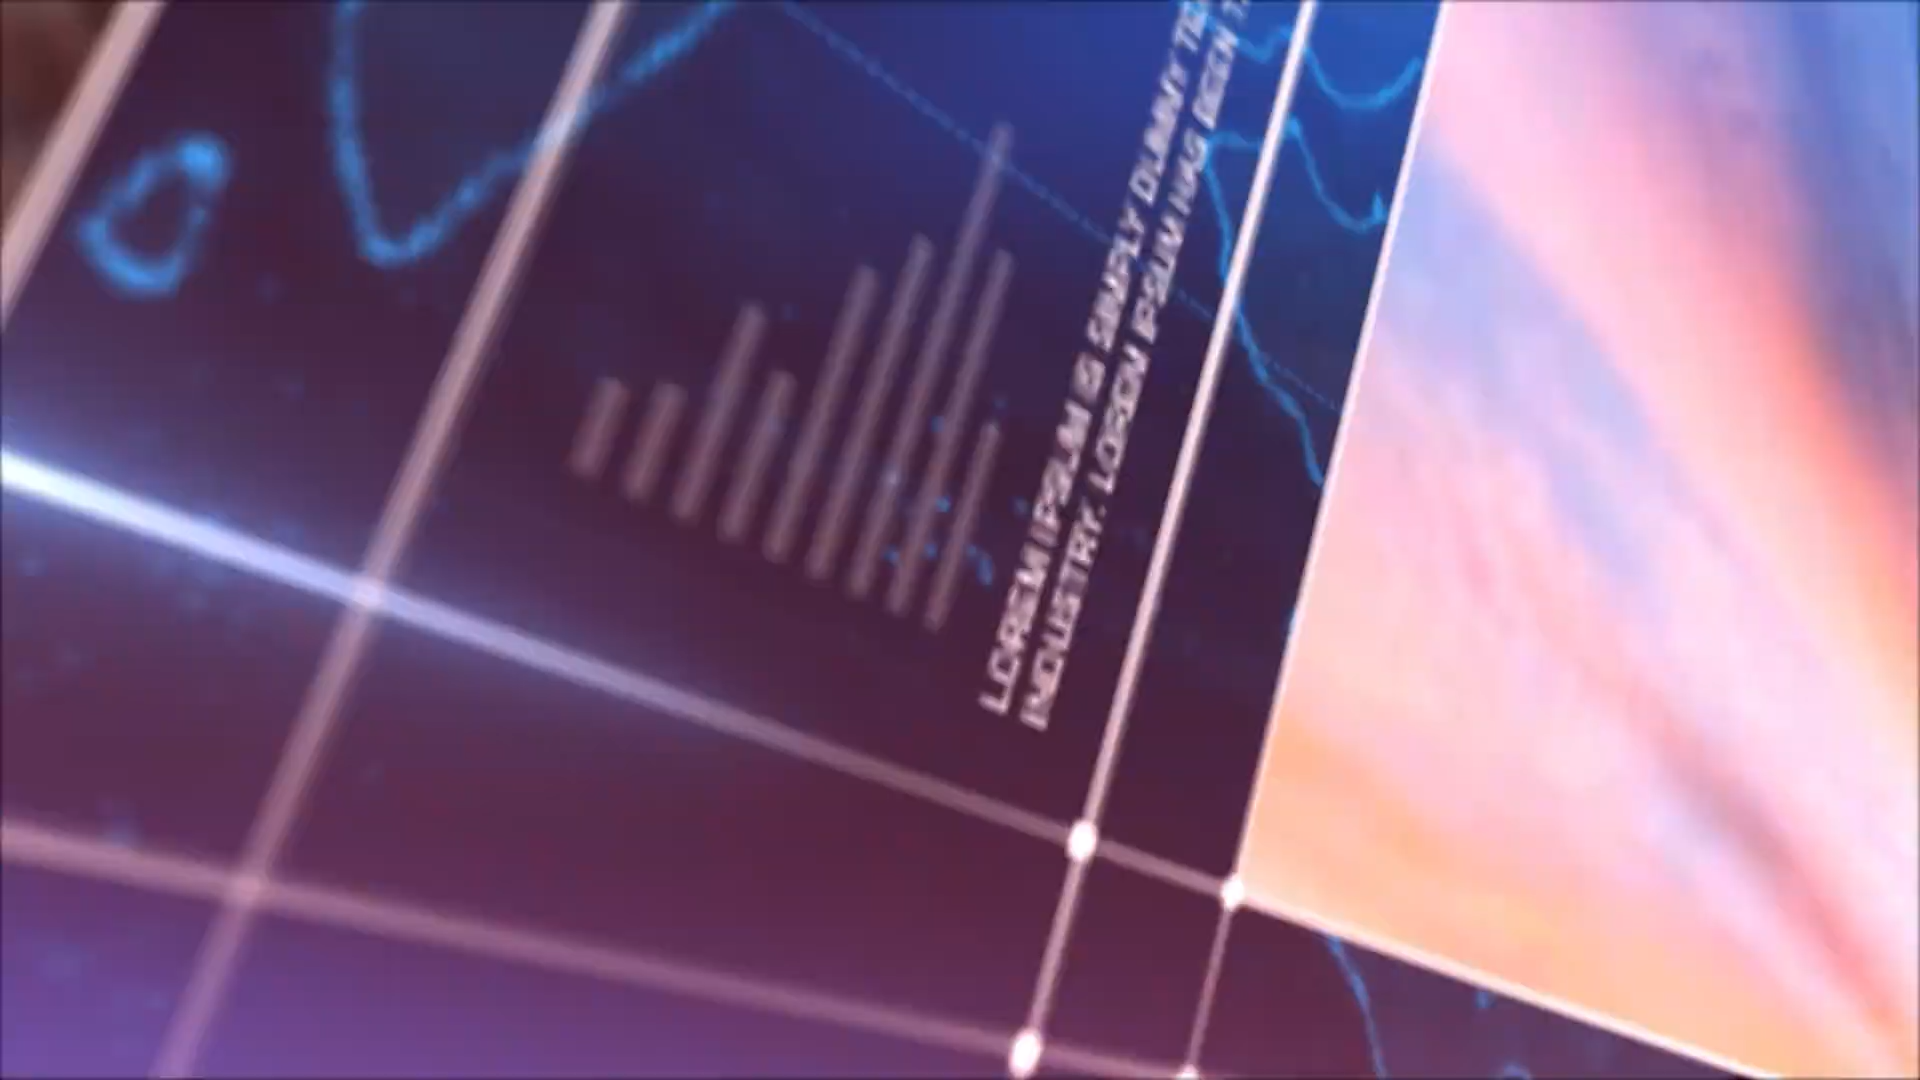 LOREM IPSUM IS SIMPLY DUMMY
INDUSTRY. LOREM IPSUM HAS BEEN